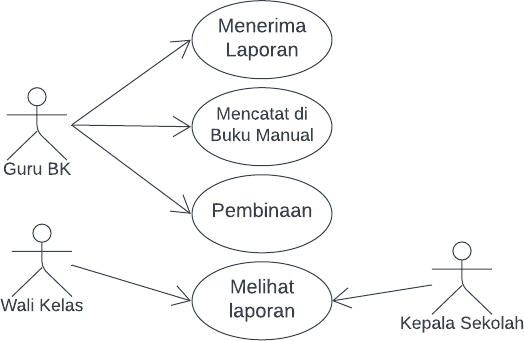 Menerima
Laporan
Mencatat di
Buku Manual
Guru BK
Pembinaan
Wali Kelas
Melihat
laporan
Kepala Sekolah